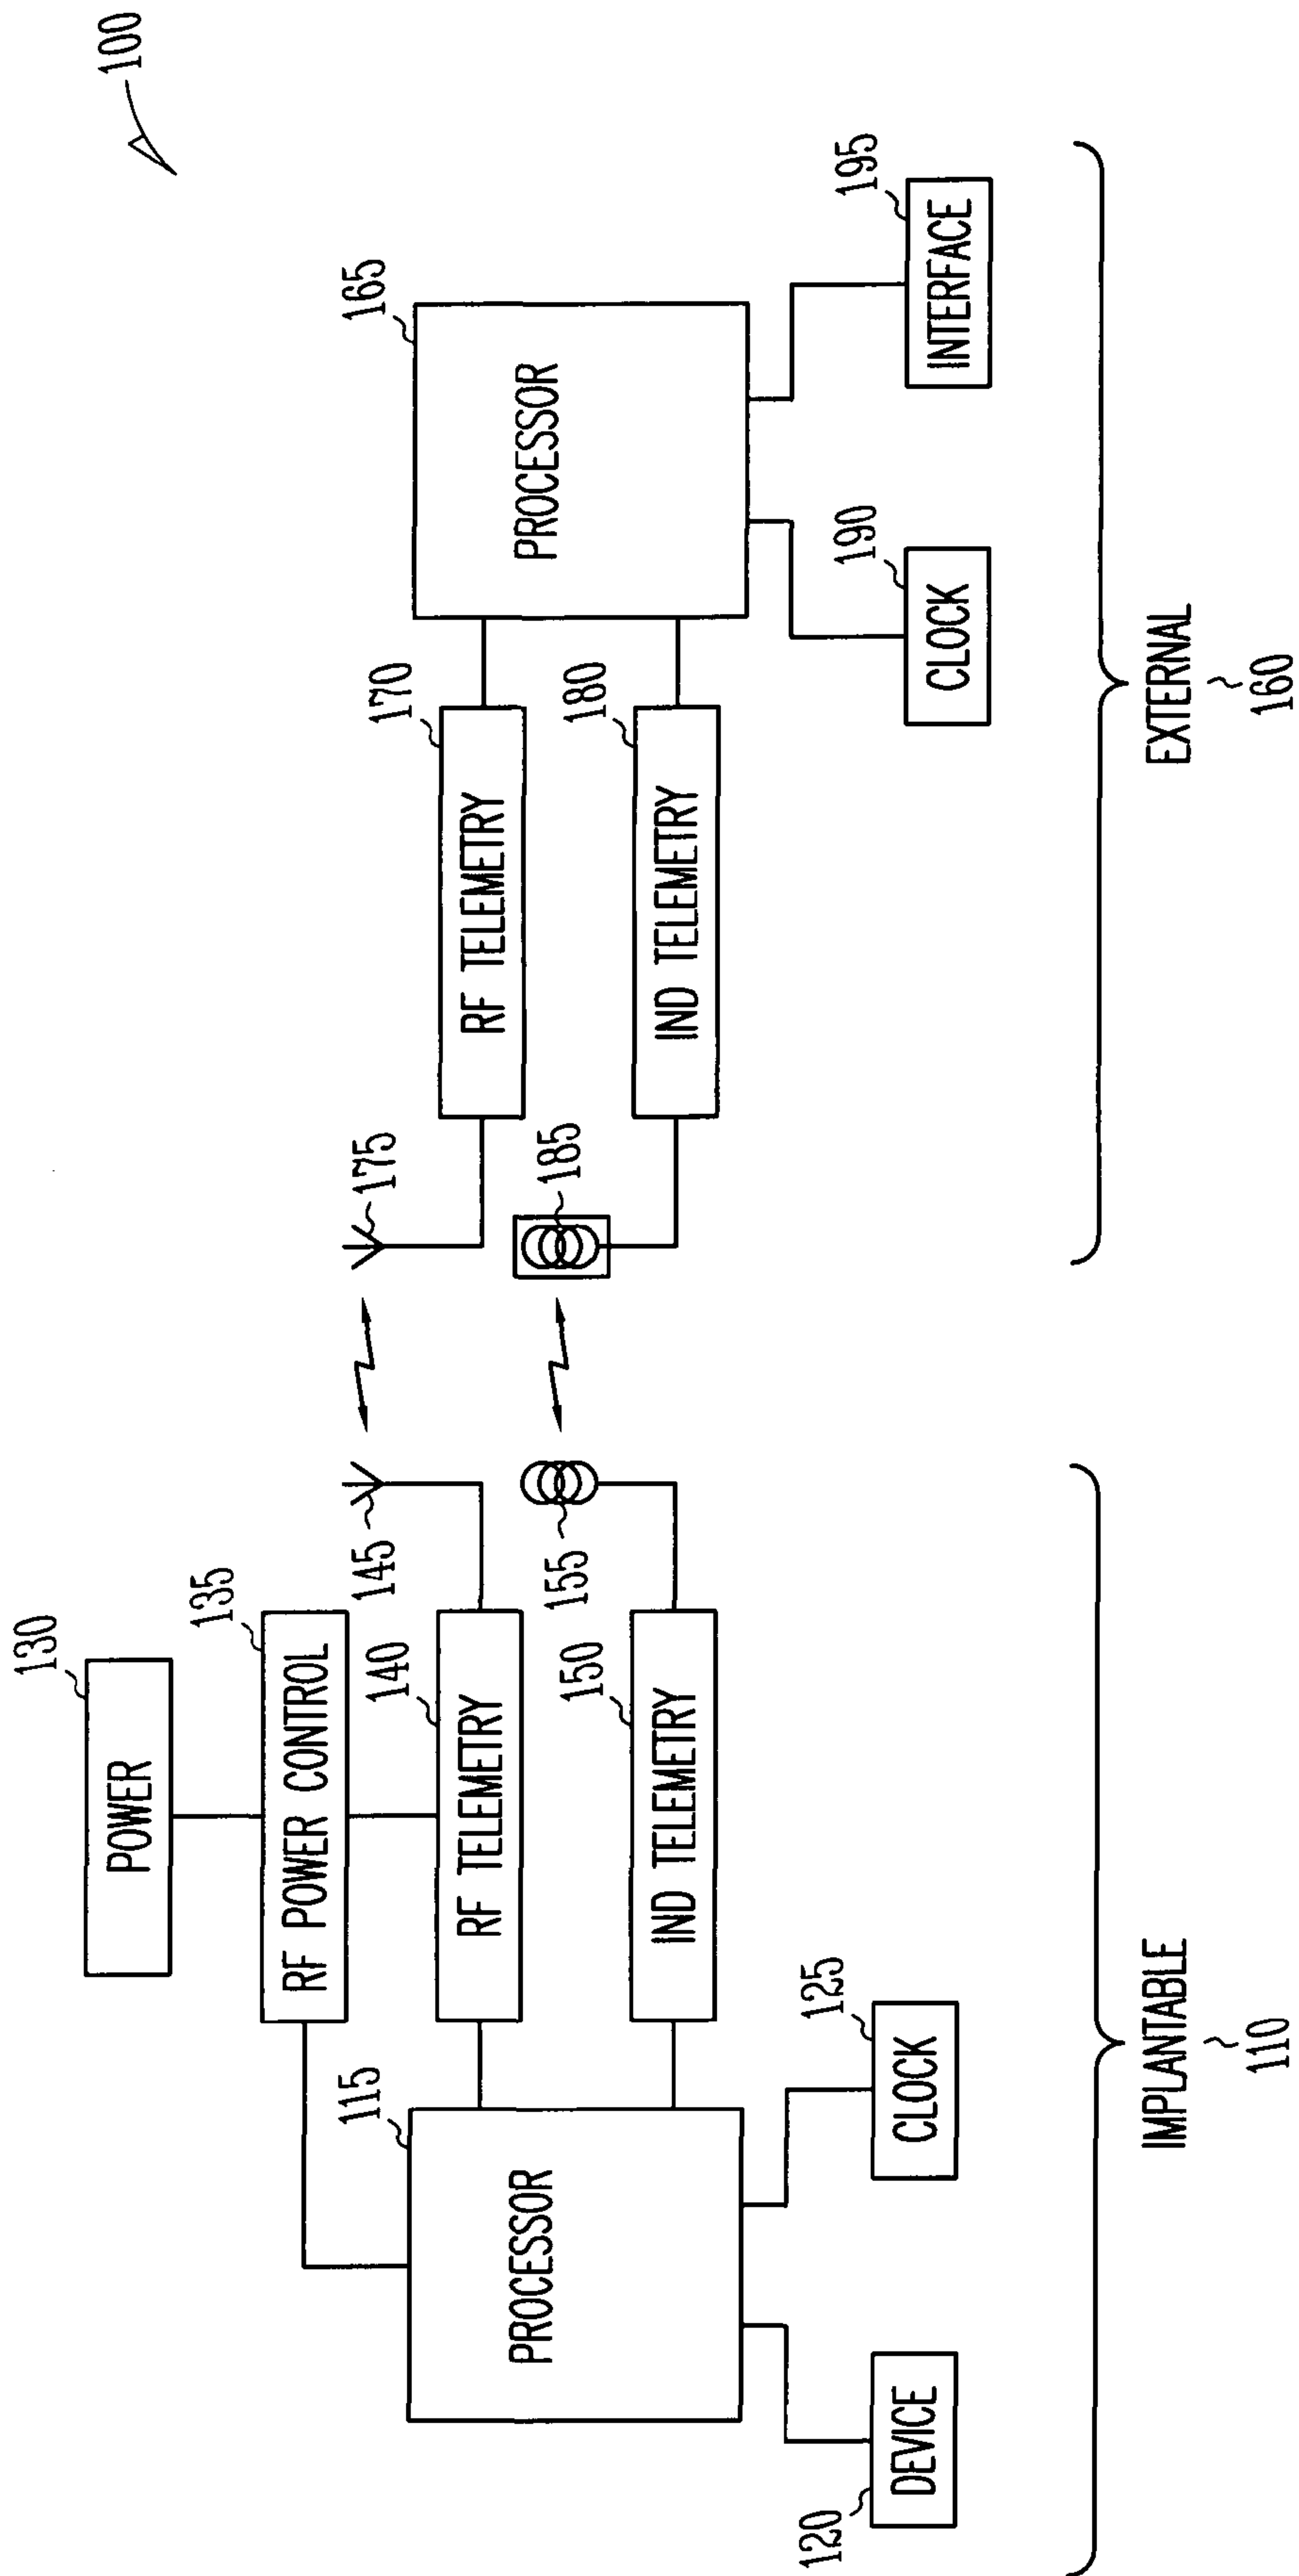 100
130
POWER
135
RF POWER CONTROL
115
PROCESSOR
140
RF TELEMETRY
145
150
IND TELEMETRY
155
120
DEVICE
125
CLOCK
IMPLANTABLE
110
175
170
RF TELEMETRY
185
180
IND TELEMETRY
165
PROCESSOR
190
CLOCK
195
INTERFACE
EXTERNAL
160